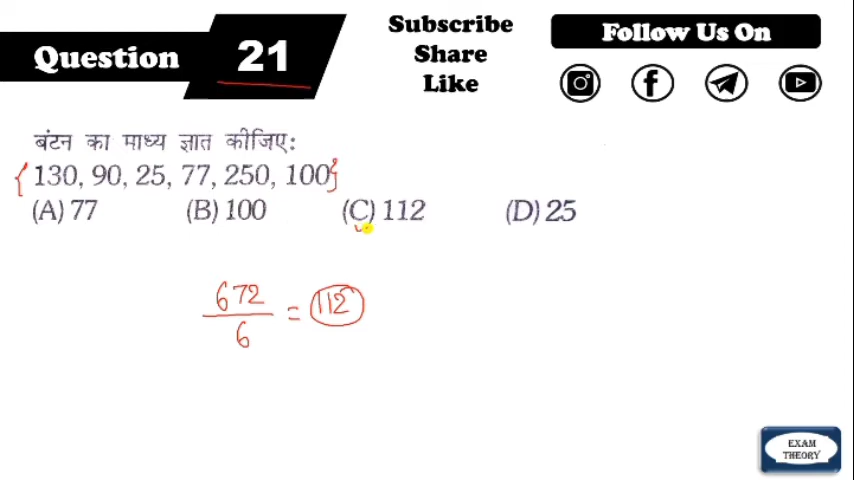 Question 21
Subscribe
Share
Like
Follow Us On
बंटन का माध्य ज्ञात कीजिए:
{130, 90, 25, 77, 250, 100}
(A) 77 (B) 100 (C) 112 (D) 25
672
6
= 112
EXAM
THEORY